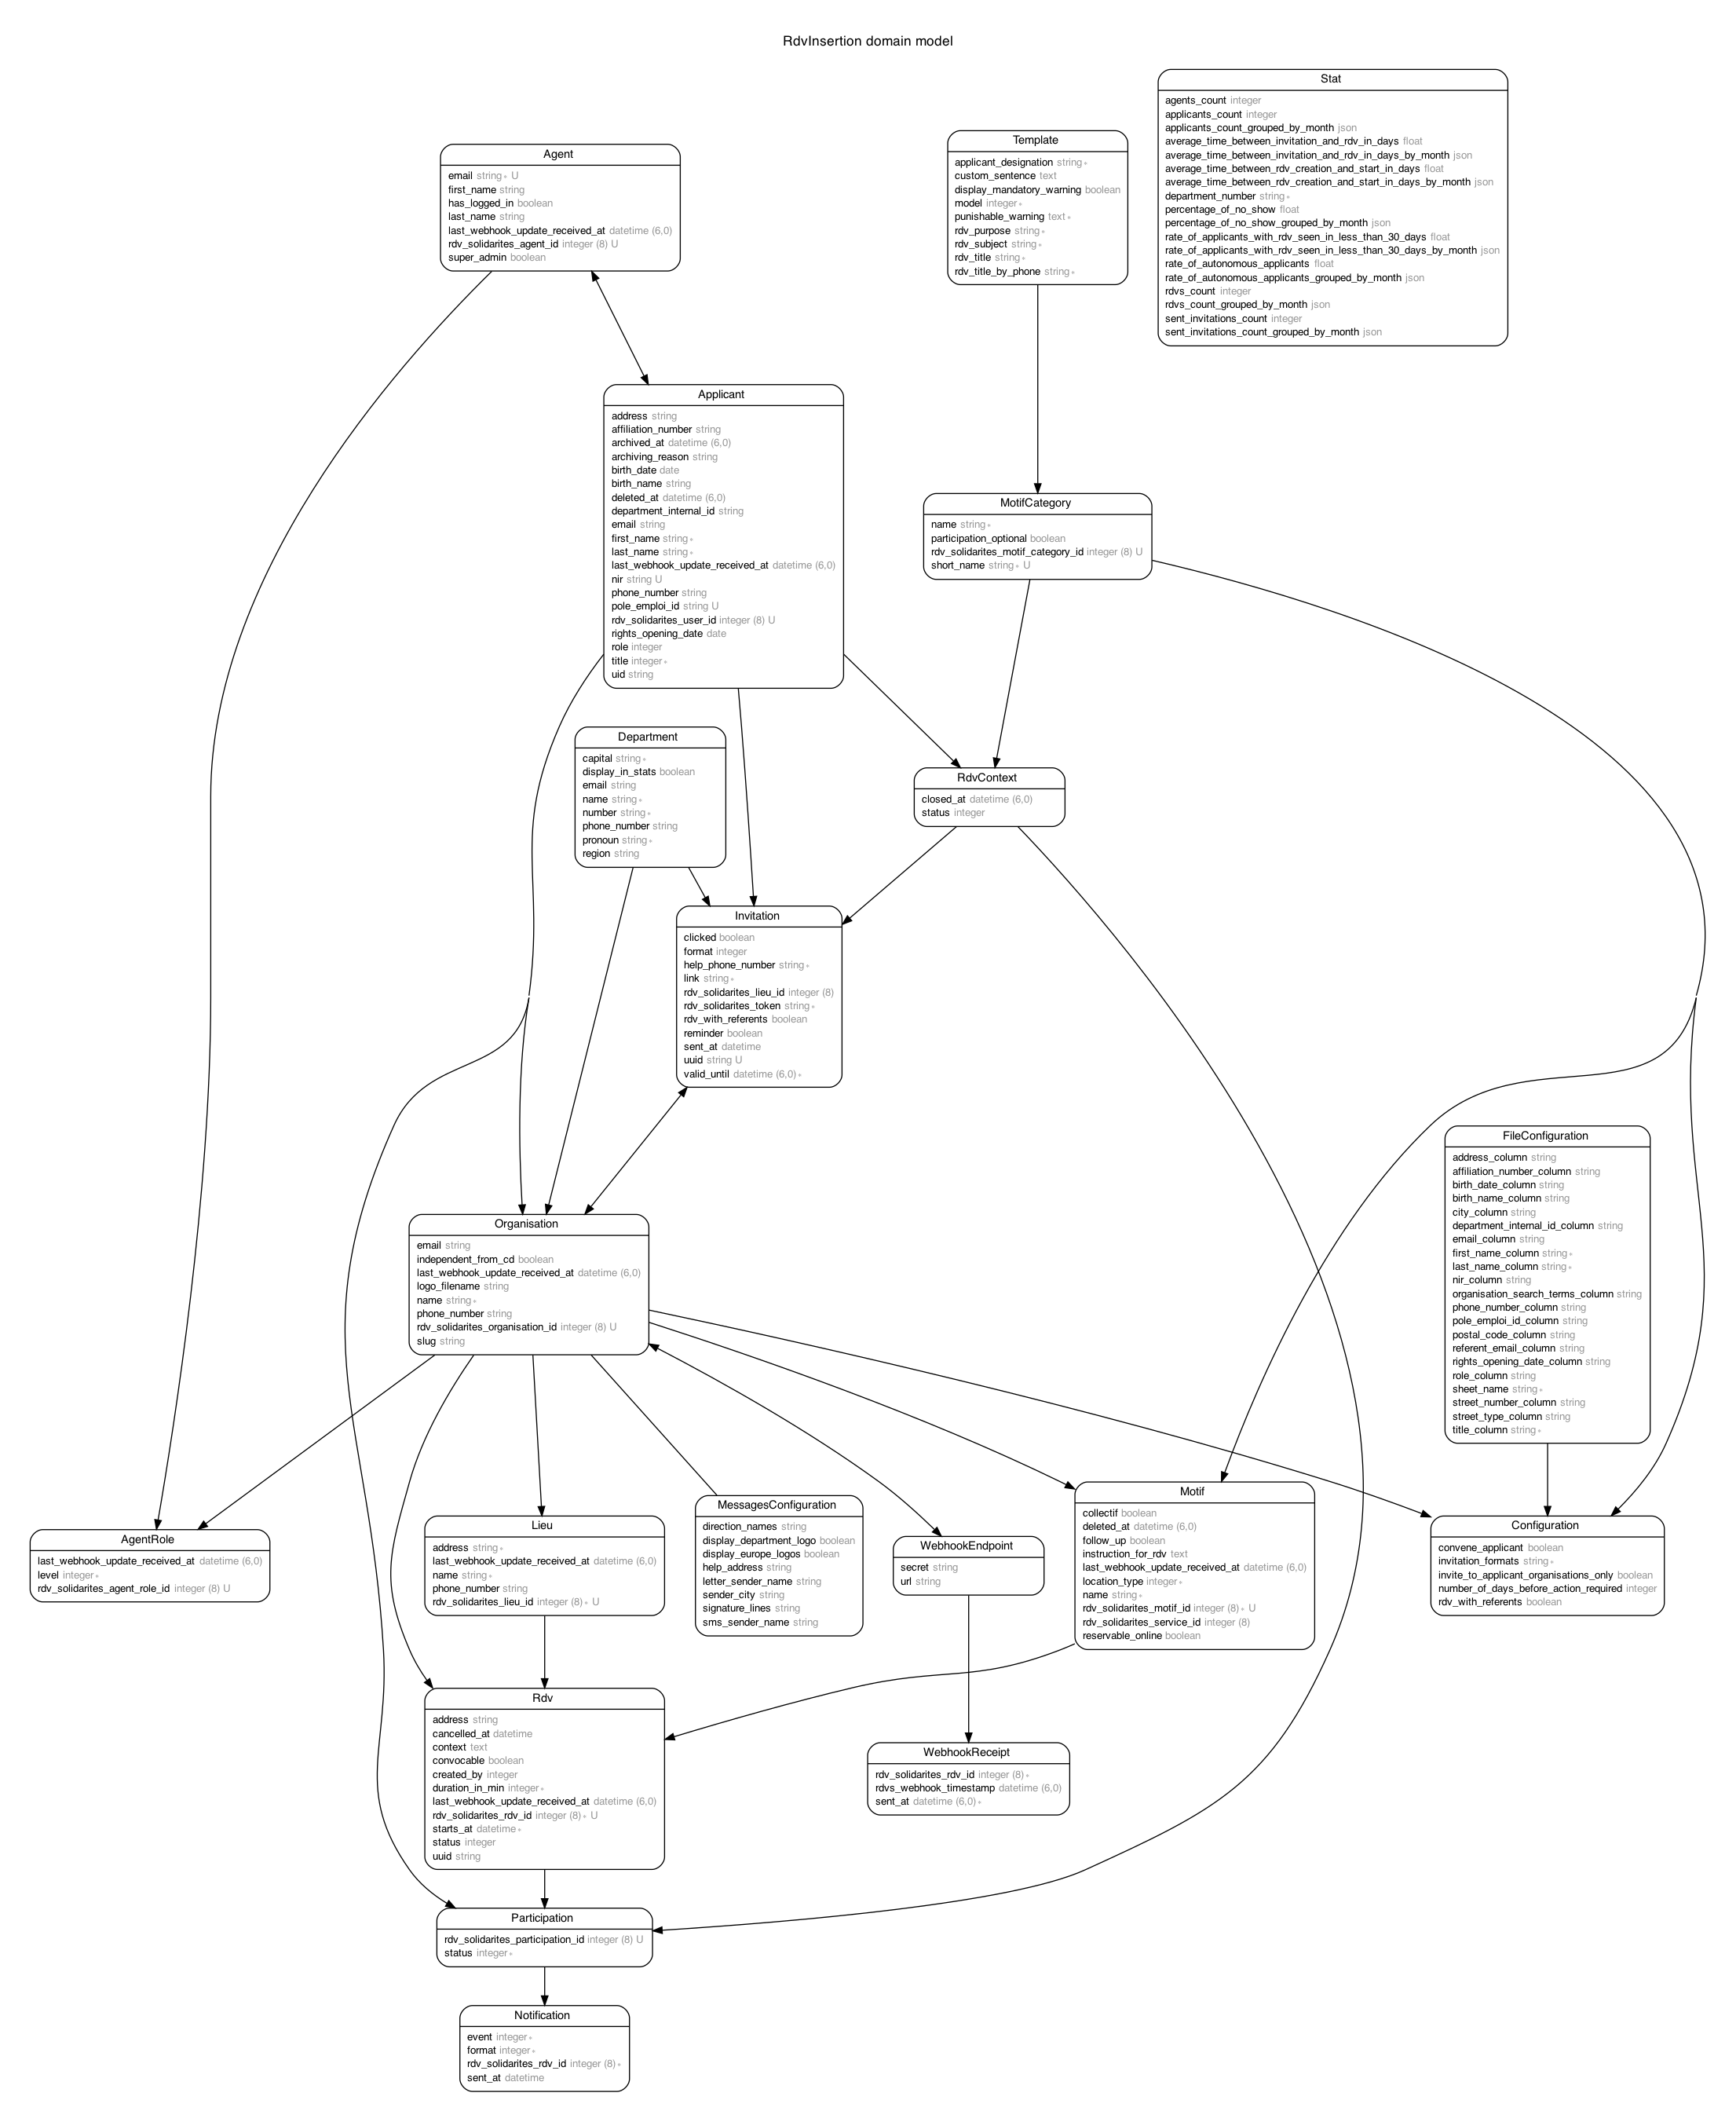 RdvInsertion domain model
Stat
agents_count integer
applicants_count integer
applicants_count_grouped_by_month json
average_time_between_invitation_and_rdv_in_days float
average_time_between_invitation_and_rdv_in_days_by_month json
average_time_between_rdv_creation_and_start_in_days float
average_time_between_rdv_creation_and_start_in_days_by_month json
department_number string∗
percentage_of_no_show float
percentage_of_no_show_grouped_by_month json
rate_of_applicants_with_rdv_seen_in_less_than_30_days float
rate_of_applicants_with_rdv_seen_in_less_than_30_days_by_month json
rate_of_autonomous_applicants float
rate_of_autonomous_applicants_grouped_by_month json
rdvs_count integer
rdvs_count_grouped_by_month json
sent_invitations_count integer
sent_invitations_count_grouped_by_month json
Template
applicant_designation string∗
custom_sentence text
display_mandatory_warning boolean
model integer∗
punishable_warning text∗
rdv_purpose string∗
rdv_subject string∗
rdv_title string∗
rdv_title_by_phone string∗
Agent
email string∗ U
first_name string
has_logged_in boolean
last_name string
last_webhook_update_received_at datetime (6,0)
rdv_solidarites_agent_id integer (8) U
super_admin boolean
Applicant
address string
affiliation_number string
archived_at datetime (6,0)
archiving_reason string
birth_date date
birth_name string
deleted_at datetime (6,0)
department_internal_id string
email string
first_name string∗
last_name string∗
last_webhook_update_received_at datetime (6,0)
nir string U
phone_number string
pole_emploi_id string U
rdv_solidarites_user_id integer (8) U
rights_opening_date date
role integer
title integer∗
uid string
MotifCategory
name string∗
participation_optional boolean
rdv_solidarites_motif_category_id integer (8) U
short_name string∗ U
Department
capital string∗
display_in_stats boolean
email string
name string∗
number string∗
phone_number string
pronoun string∗
region string
RdvContext
closed_at datetime (6,0)
status integer
Invitation
clicked boolean
format integer
help_phone_number string∗
link string∗
rdv_solidarites_lieu_id integer (8)
rdv_solidarites_token string∗
rdv_with_referents boolean
reminder boolean
sent_at datetime
uuid string U
valid_until datetime (6,0)∗
FileConfiguration
address_column string
affiliation_number_column string
birth_date_column string
birth_name_column string
city_column string
department_internal_id_column string
email_column string
first_name_column string∗
last_name_column string∗
nir_column string
organisation_search_terms_column string
phone_number_column string
pole_emploi_id_column string
postal_code_column string
referent_email_column string
rights_opening_date_column string
role_column string
sheet_name string∗
street_number_column string
street_type_column string
title_column string∗
Organisation
email string
independent_from_cd boolean
last_webhook_update_received_at datetime (6,0)
logo_filename string
name string∗
phone_number string
rdv_solidarites_organisation_id integer (8) U
slug string
AgentRole
last_webhook_update_received_at datetime (6,0)
level integer∗
rdv_solidarites_agent_role_id integer (8) U
Lieu
address string∗
last_webhook_update_received_at datetime (6,0)
name string∗
phone_number string
rdv_solidarites_lieu_id integer (8)∗ U
MessagesConfiguration
direction_names string
display_department_logo boolean
display_europe_logos boolean
help_address string
letter_sender_name string
sender_city string
signature_lines string
sms_sender_name string
WebhookEndpoint
secret string
url string
Motif
collectif boolean
deleted_at datetime (6,0)
follow_up boolean
instruction_for_rdv text
last_webhook_update_received_at datetime (6,0)
location_type integer∗
name string∗
rdv_solidarites_motif_id integer (8)∗ U
rdv_solidarites_service_id integer (8)
reservable_online boolean
Configuration
convene_applicant boolean
invitation_formats string∗
invite_to_applicant_organisations_only boolean
number_of_days_before_action_required integer
rdv_with_referents boolean
Rdv
address string
cancelled_at datetime
context text
convocable boolean
created_by integer
duration_in_min integer∗
last_webhook_update_received_at datetime (6,0)
rdv_solidarites_rdv_id integer (8)∗ U
starts_at datetime∗
status integer
uuid string
WebhookReceipt
rdv_solidarites_rdv_id integer (8)∗
rdvs_webhook_timestamp datetime (6,0)
sent_at datetime (6,0)∗
Participation
rdv_solidarites_participation_id integer (8) U
status integer∗
Notification
event integer∗
format integer∗
rdv_solidarites_rdv_id integer (8)∗
sent_at datetime